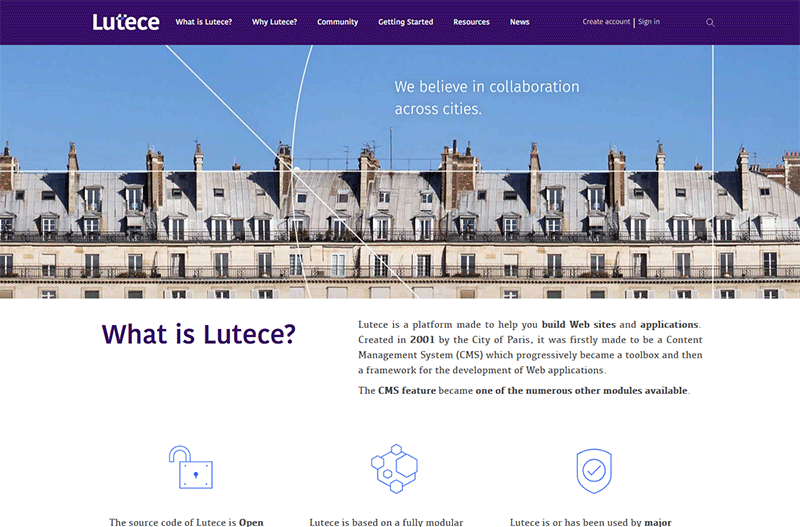 Lutece What is Lutece? Why Lutece? Community Getting Started Resources News Create account Sign in
We believe in collaboration
across cities.
What is Lutece?
Lutece is a platform made to help you build Web sites and applications.
Created in 2001 by the City of Paris, it was firstly made to be a Content
Management System (CMS) which progressively became a toolbox and then
a framework for the development of Web applications.
The CMS feature became one of the numerous other modules available.
The source code of Lutece is Open
Lutece is based on a fully modular
Lutece is or has been used by major